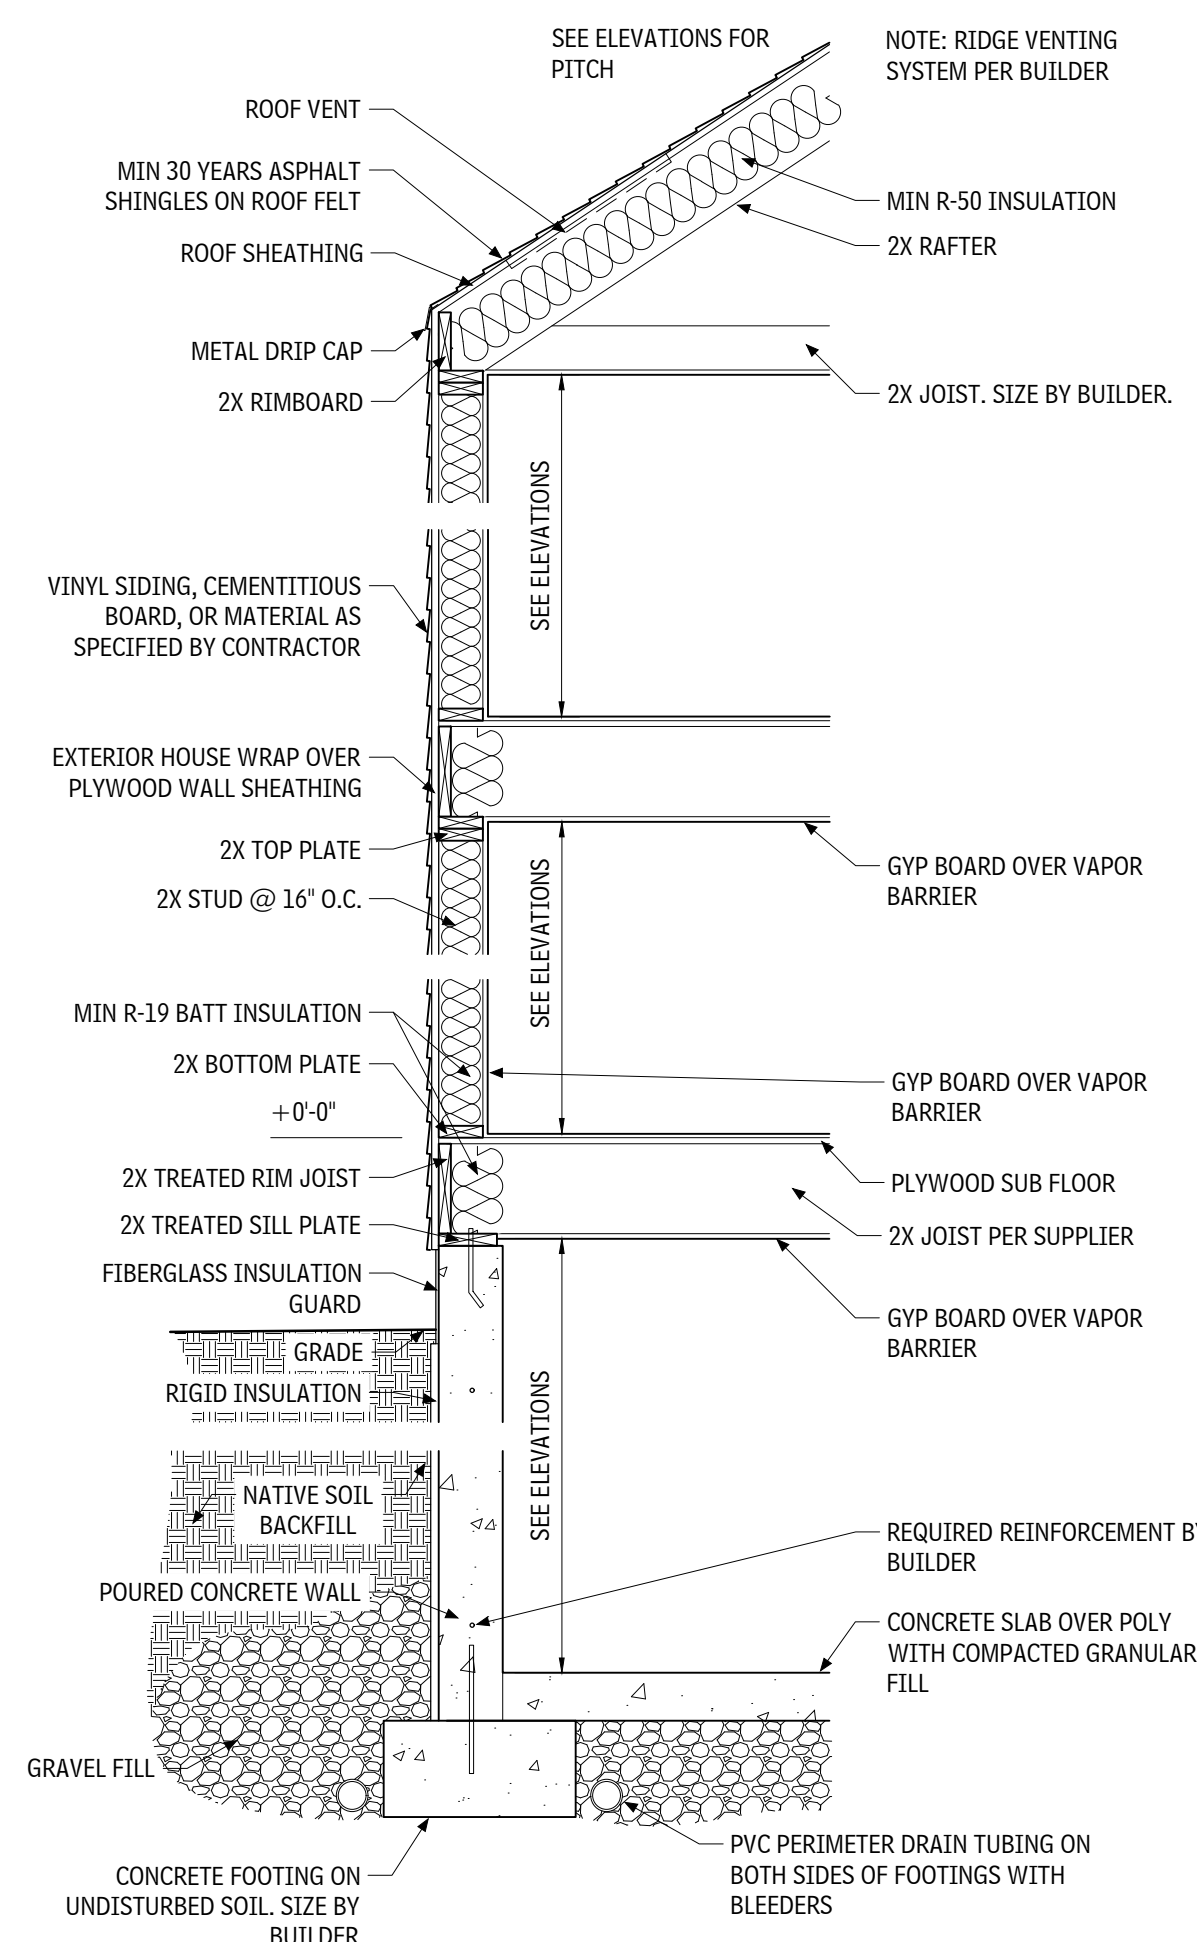 SEE ELEVATIONS FOR
PITCH
NOTE: RIDGE VENTING
SYSTEM PER BUILDER
ROOF VENT
MIN 30 YEARS ASPHALT
SHINGLES ON ROOF FELT
ROOF SHEATHING
MIN R-50 INSULATION
2X RAFTER
METAL DRIP CAP
2X RIMBOARD
2X JOIST. SIZE BY BUILDER.
SEE ELEVATIONS
VINYL SIDING, CEMENTITIOUS
BOARD, OR MATERIAL AS
SPECIFIED BY CONTRACTOR
EXTERIOR HOUSE WRAP OVER
PLYWOOD WALL SHEATHING
2X TOP PLATE
2X STUD @ 16" O.C.
GYP BOARD OVER VAPOR
BARRIER
SEE ELEVATIONS
MIN R-19 BATT INSULATION
2X BOTTOM PLATE
+0'-0"
GYP BOARD OVER VAPOR
BARRIER
2X TREATED RIM JOIST
2X TREATED SILL PLATE
PLYWOOD SUB FLOOR
2X JOIST PER SUPPLIER
FIBERGLASS INSULATION
GUARD
GYP BOARD OVER VAPOR
BARRIER
GRADE
RIGID INSULATION
SEE ELEVATIONS
NATIVE SOIL
BACKFILL
REQUIRED REINFORCEMENT BY
BUILDER
POURED CONCRETE WALL
CONCRETE SLAB OVER POLY
WITH COMPACTED GRANULAR
FILL
GRAVEL FILL
PVC PERIMETER DRAIN TUBING ON
BOTH SIDES OF FOOTINGS WITH
BLEEDERS
CONCRETE FOOTING ON
UNDISTURBED SOIL. SIZE BY
BUILDER